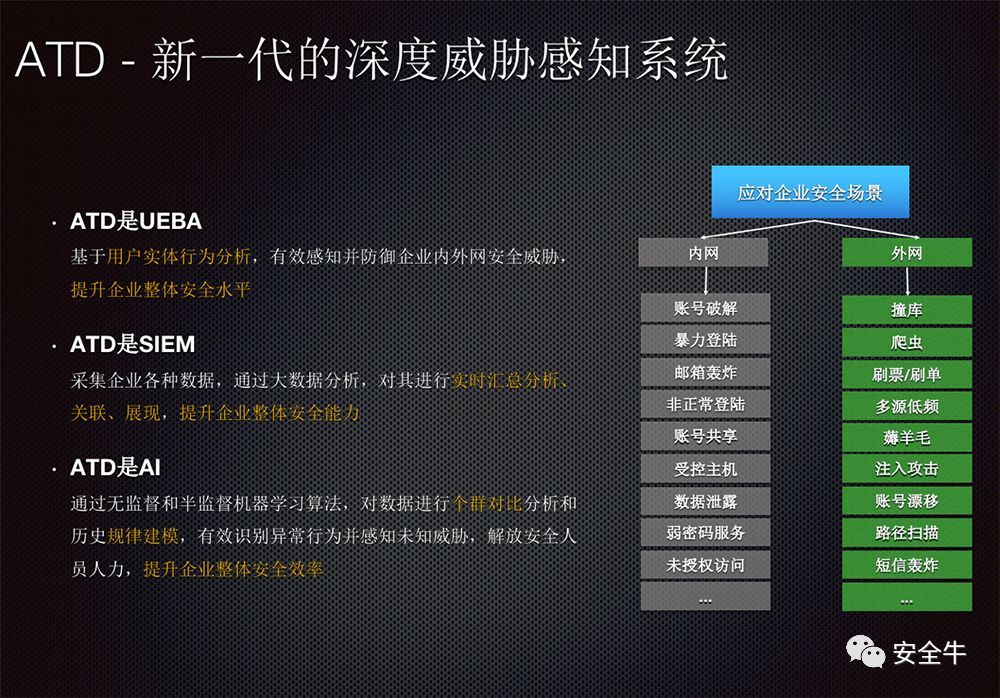 ATD - 新一代的深度威胁感知系统
· ATD是UEBA
基于用户实体行为分析，有效感知并防御企业内外网安全威胁，
提升企业整体安全水平
· ATD是SIEM
采集企业各种数据，通过大数据分析，对其进行实时汇总分析、
关联、展现，提升企业整体安全能力
· ATD是AI
通过无监督和半监督机器学习算法，对数据进行个群对比分析和
历史规律建模，有效识别异常行为并感知未知威胁，解放安全人
员人力，提升企业整体安全效率
应对企业安全场景
内网
账号破解
暴力登陆
邮箱轰炸
非正常登陆
账号共享
受控主机
数据泄露
弱密码服务
未授权访问
...
外网
撞库
爬虫
刷票/刷单
多源低频
薅羊毛
注入攻击
账号漂移
路径扫描
短信轰炸
...
安全牛